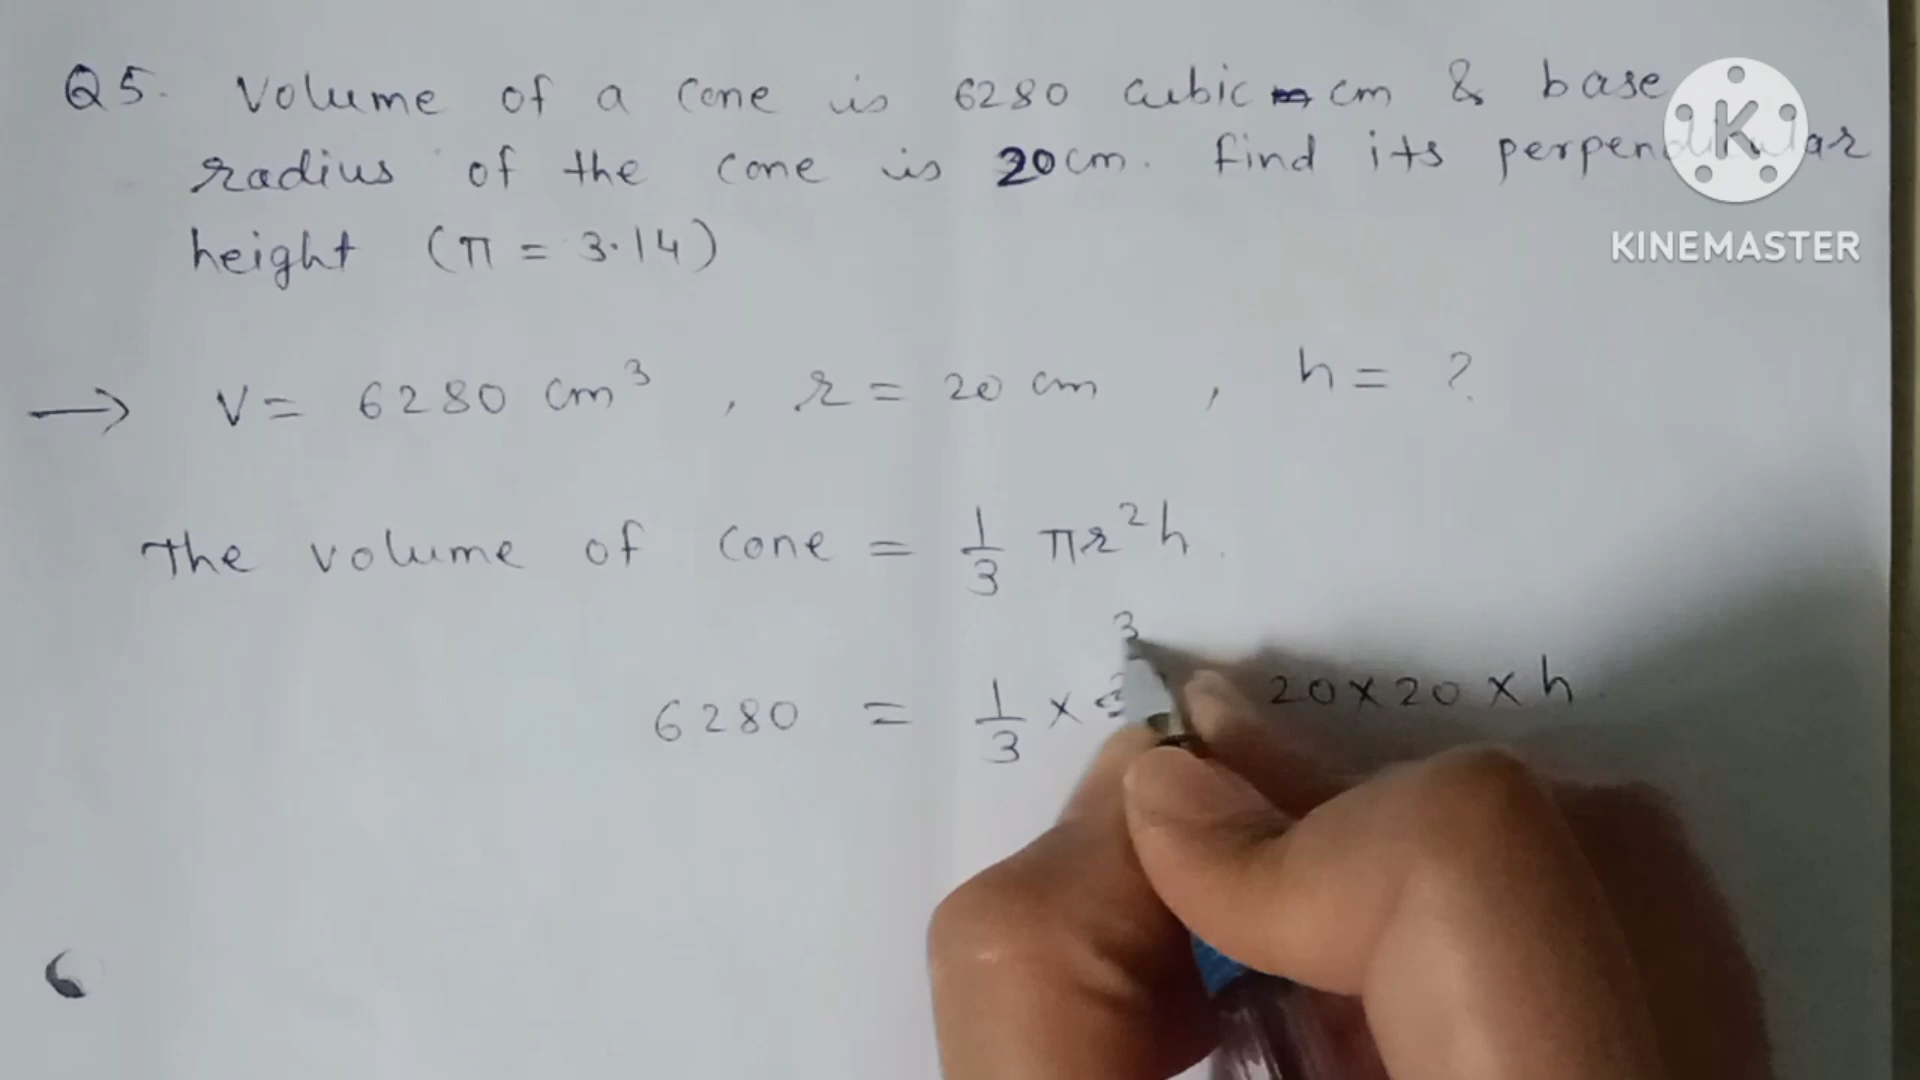 Q5. Volume of a cone is 6280 cubic cm & base
radius of the cone is 20cm. Find its
height (π = 3.14)
→ V = 6280 cm³ , r = 20 cm , h = ?
The volume of cone = 1/3 πr²h.
3
6280 = 1/3 × 20×20×h
K
KINEMASTER